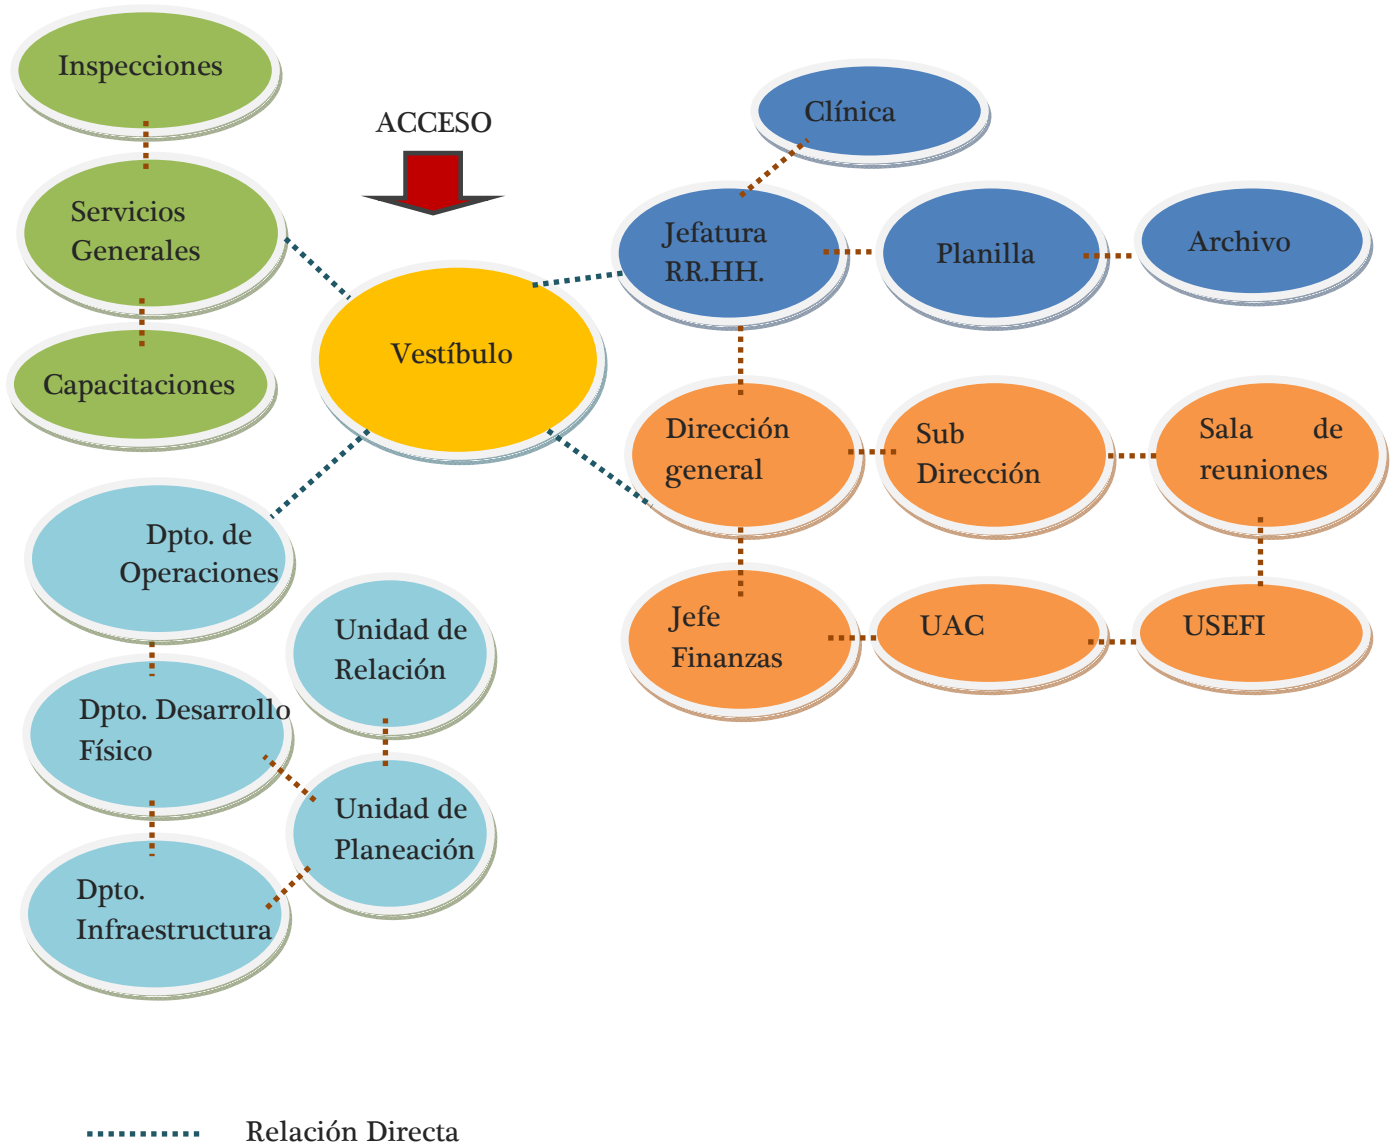 Inspecciones
Clínica
ACCESO
Servicios
Generales
Jefatura
RR.HH.
Planilla
Archivo
Vestíbulo
Capacitaciones
Dirección
general
Sub
Dirección
Sala de
reuniones
Dpto. de
Operaciones
Unidad de
Relación
Jefe
Finanzas
UAC
USEFI
Dpto. Desarrollo
Físico
Unidad de
Planeación
Dpto.
Infraestructura
Relación Directa